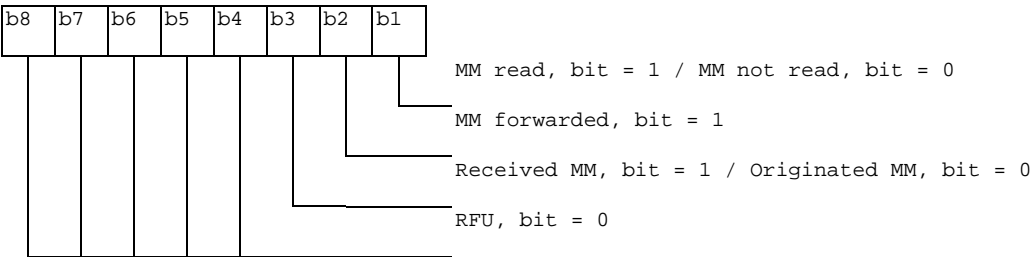 b8 b7 b6 b5 b4 b3 b2 b1
MM read, bit = 1 / MM not read, bit = 0
MM forwarded, bit = 1
Received MM, bit = 1 / Originated MM, bit = 0
RFU, bit = 0